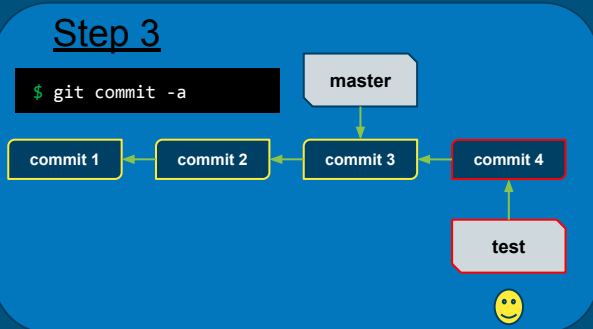 Step 3
$ git commit -a
master
commit 1
commit 2
commit 3
commit 4
test